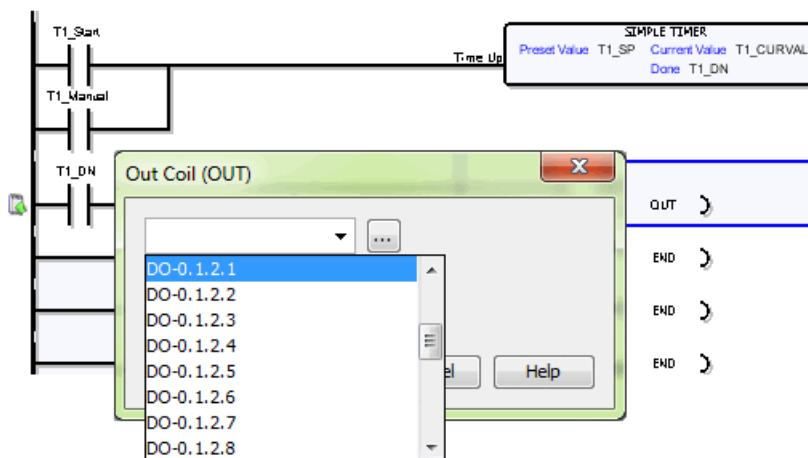 T1_Start
SIMPLE TIMER
Time Up
Preset Value T1_SP Current Value T1_CURVAL
Done T1_DN
T1_Manual
T1_DN
Out Coil (OUT)
OUT
...
DO-0.1.2.1
END
DO-0.1.2.2
DO-0.1.2.3
END
DO-0.1.2.4
DO-0.1.2.5
Help
END
DO-0.1.2.6
DO-0.1.2.7
DO-0.1.2.8